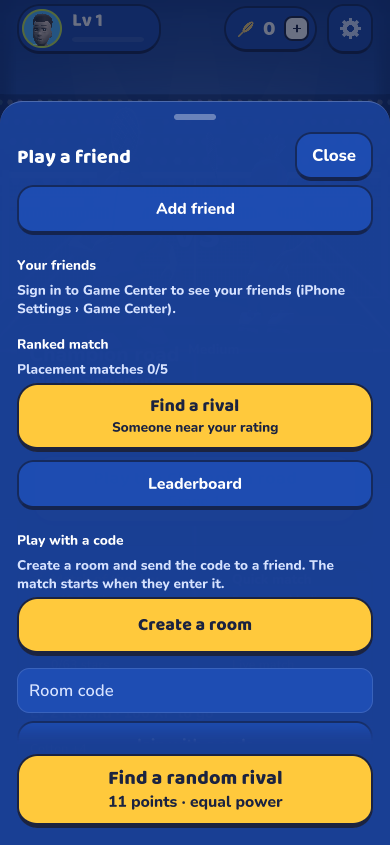 Lv 1
0
+
Play a friend
Close
Add friend
Your friends
Sign in to Game Center to see your friends (iPhone
Settings › Game Center).
Ranked match
Placement matches 0/5
Find a rival
Someone near your rating
Leaderboard
Play with a code
Create a room and send the code to a friend. The
match starts when they enter it.
Create a room
Room code
Find a random rival
11 points · equal power